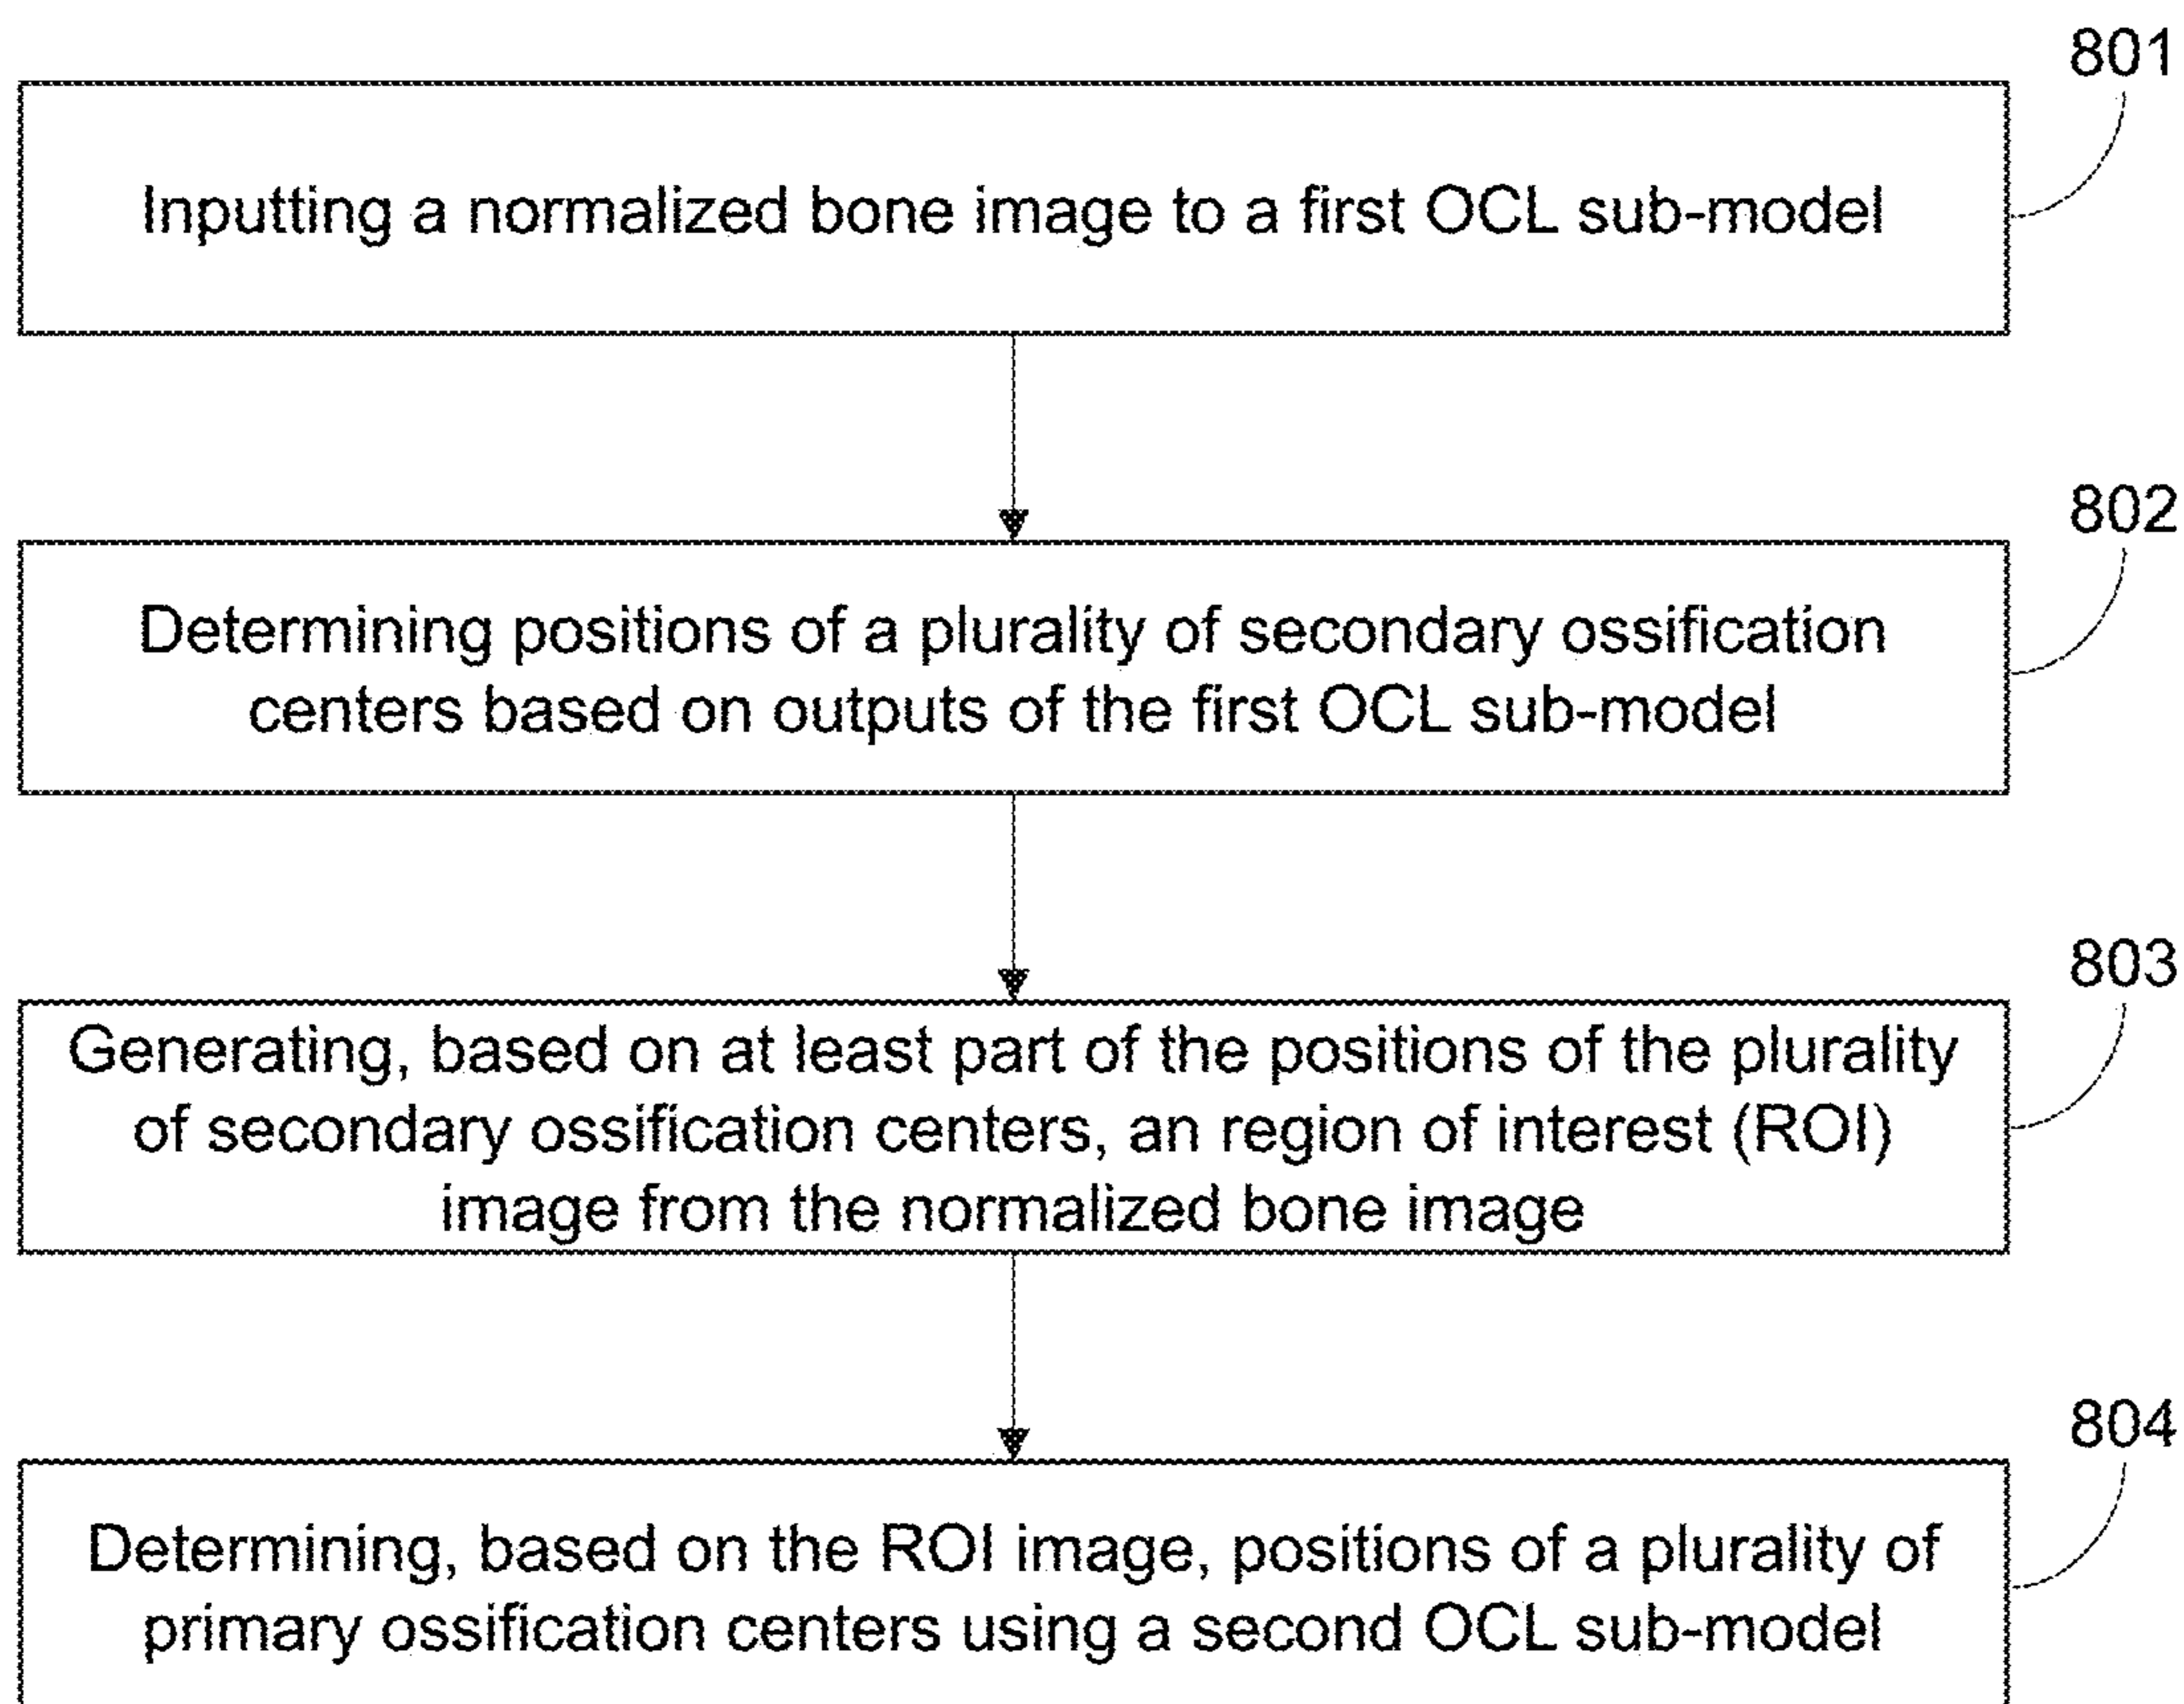 801
Inputting a normalized bone image to a first OCL sub-model
802
Determining positions of a plurality of secondary ossification
centers based on outputs of the first OCL sub-model
803
Generating, based on at least part of the positions of the plurality
of secondary ossification centers, an region of interest (ROI)
image from the normalized bone image
804
Determining, based on the ROI image, positions of a plurality of
primary ossification centers using a second OCL sub-model